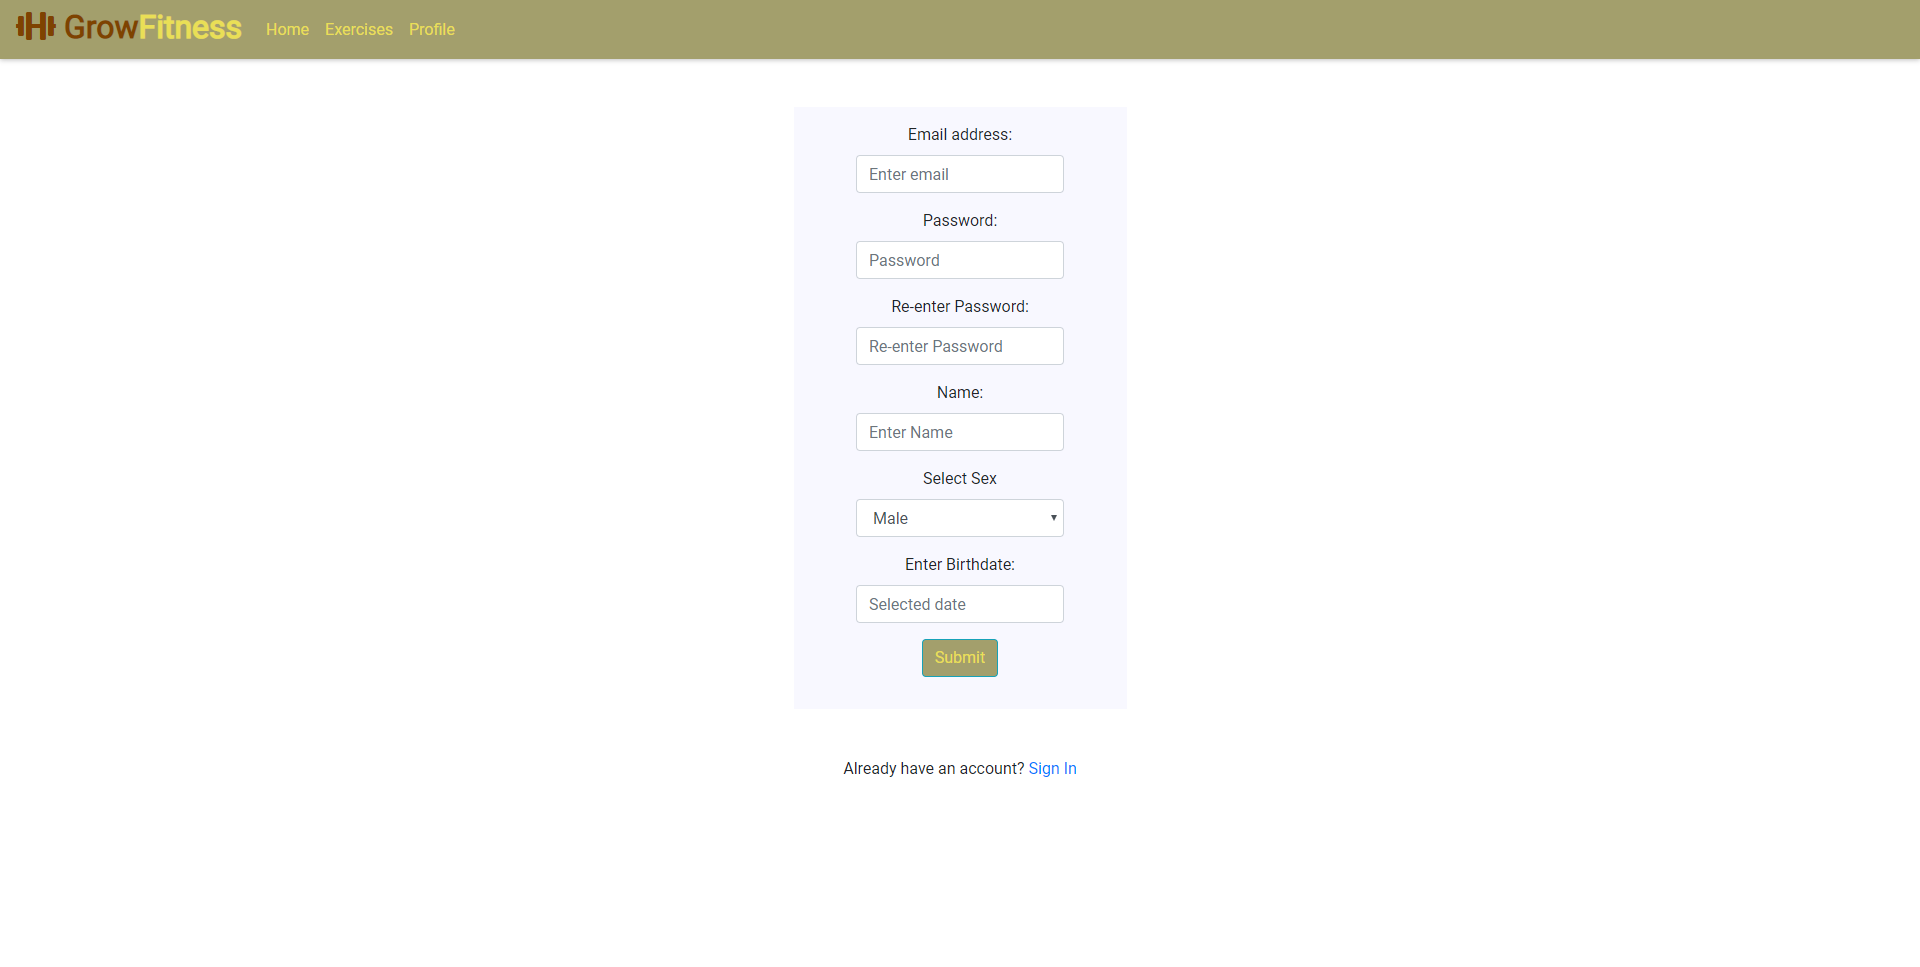 GrowFitness Home Exercises Profile
Email address:
Enter email
Password:
Password
Re-enter Password:
Re-enter Password
Name:
Enter Name
Select Sex
Male
Enter Birthdate:
Selected date
Submit
Already have an account? Sign In